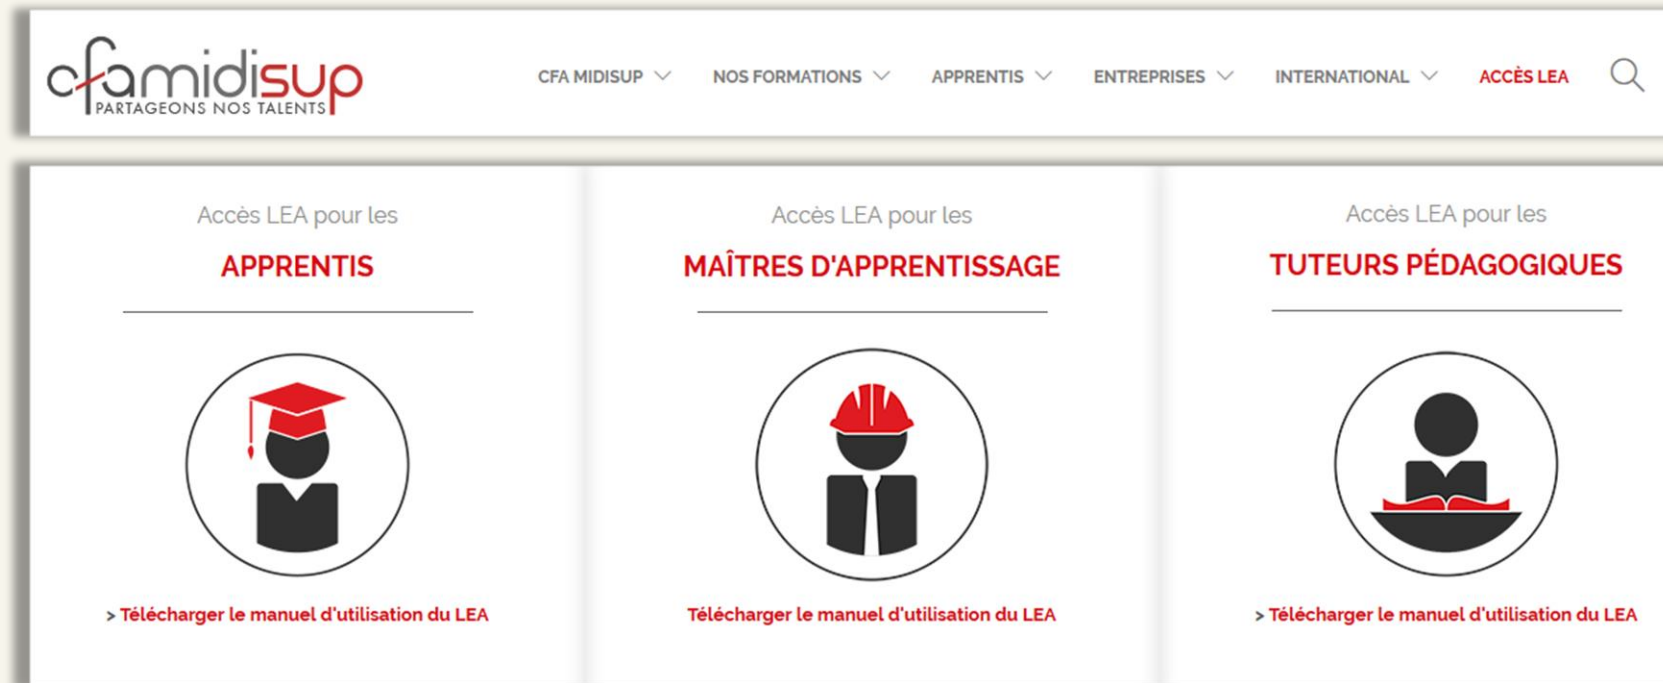 cfamidisup
PARTAGEONS NOS TALENTS
CFA MIDISUP NOS FORMATIONS APPRENTIS ENTREPRISES INTERNATIONAL ACCÈS LEA
Accès LEA pour les
APPRENTIS
> Télécharger le manuel d'utilisation du LEA
Accès LEA pour les
MAÎTRES D'APPRENTISSAGE
Télécharger le manuel d'utilisation du LEA
Accès LEA pour les
TUTEURS PÉDAGOGIQUES
> Télécharger le manuel d'utilisation du LEA